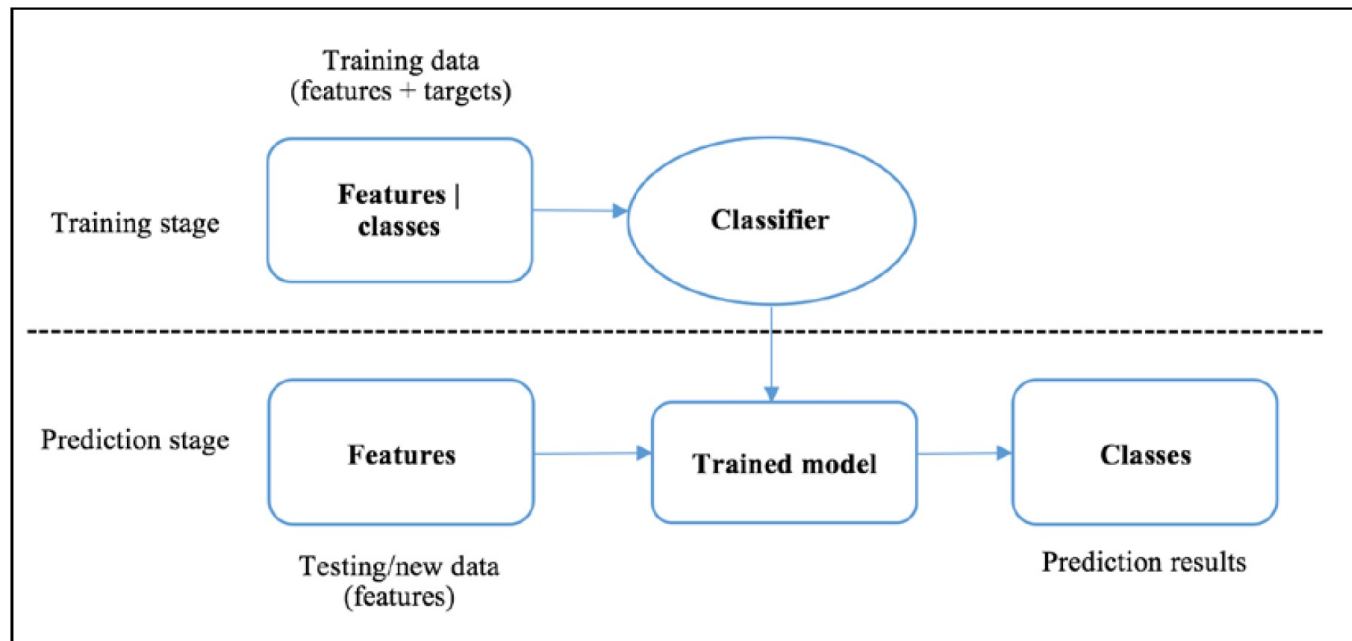 Training data
(features + targets)
Training stage
Features |
classes
Classifier
Prediction stage
Features
Trained model
Classes
Testing/new data
(features)
Prediction results